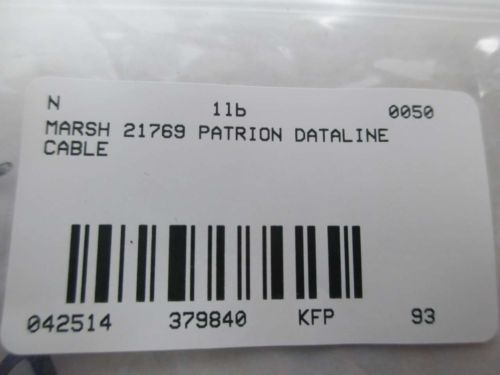 N 1lb 0050
MARSH 21769 PATRION DATALINE
CABLE
042514 379840 KFP 93